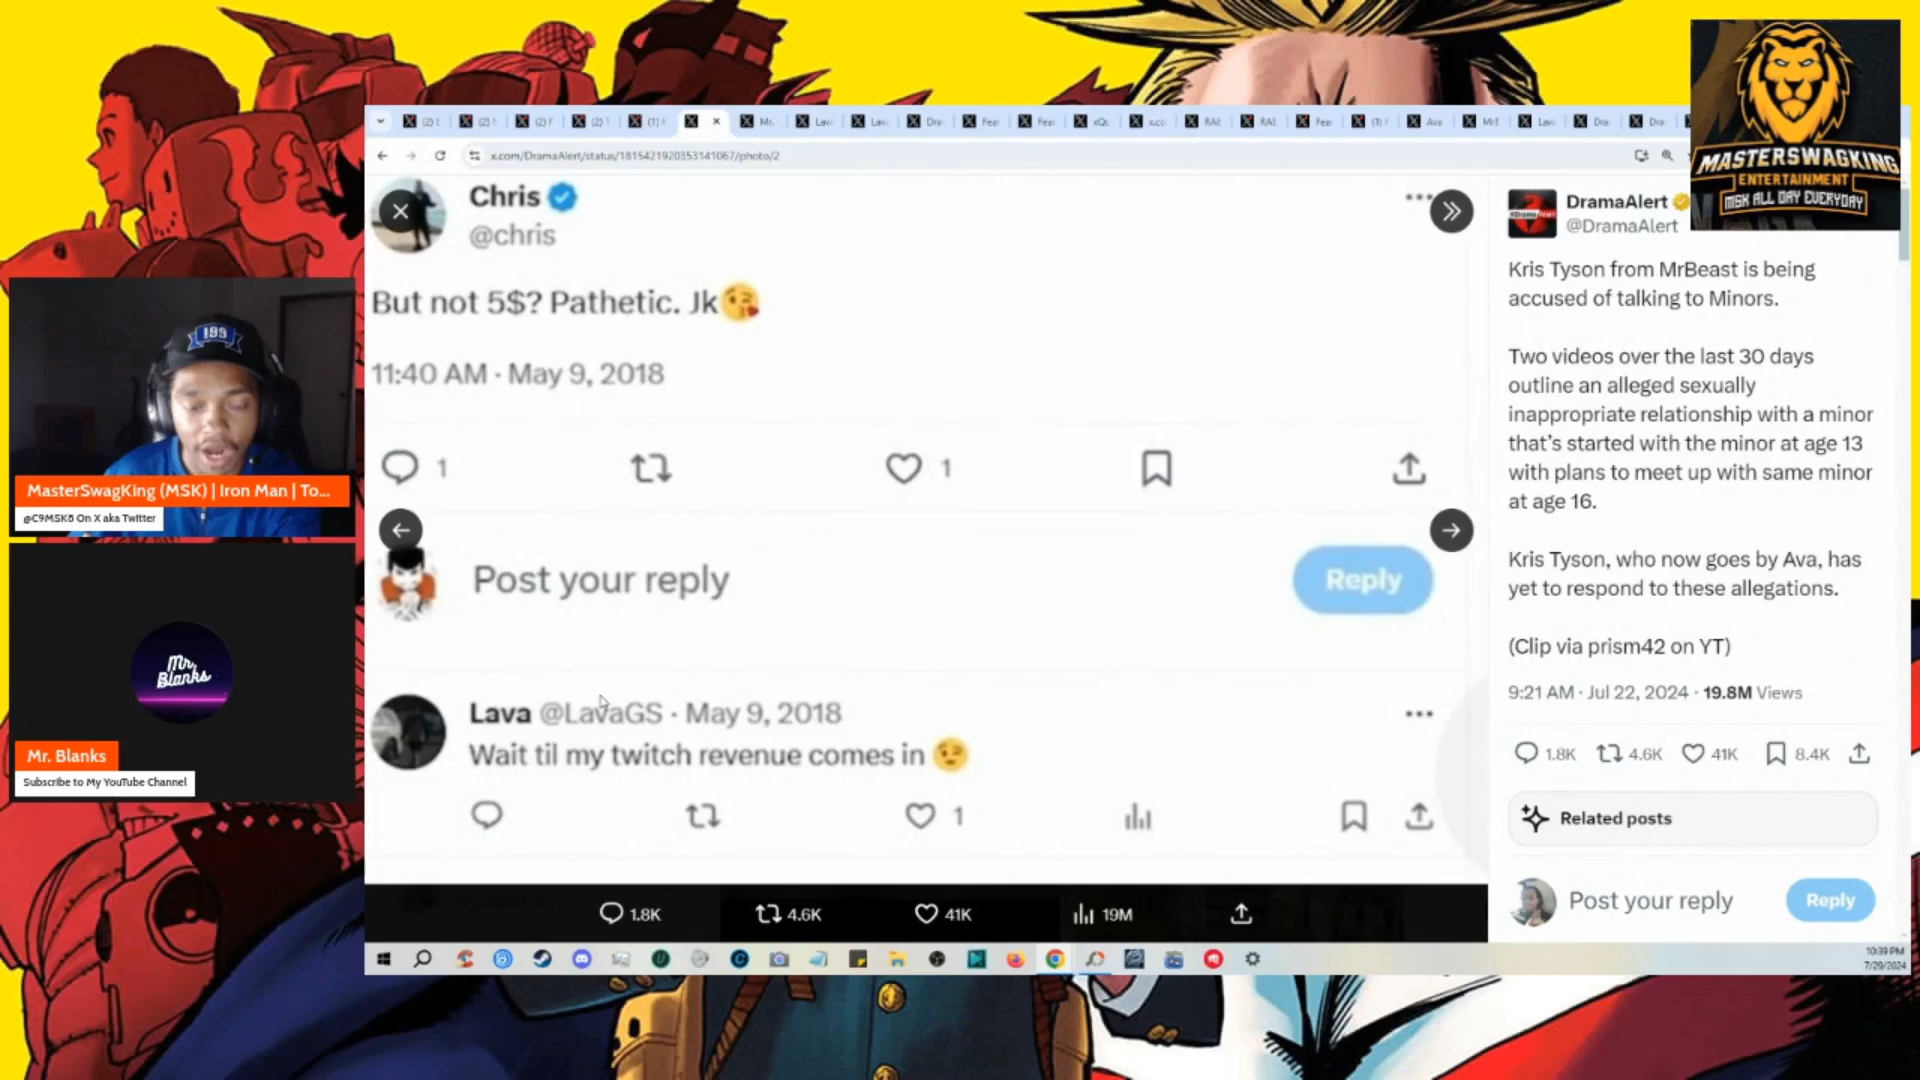 MASTERSWAGKING
ENTERTAINMENT
MSK ALL DAY EVERYDAY
x.com/DramaAlert/status/1815421920353141067/photo/2
Chris
@chris
But not 5$? Pathetic. Jk😘
11:40 AM · May 9, 2018
1
1
Post your reply
Reply
Lava @LavaGS · May 9, 2018
Wait til my twitch revenue comes in 😉
1
1.8K 4.6K 41K 19M
DramaAlert
@DramaAlert
Kris Tyson from MrBeast is being
accused of talking to Minors.
Two videos over the last 30 days
outline an alleged sexually
inappropriate relationship with a minor
that's started with the minor at age 13
with plans to meet up with same minor
at age 16.
Kris Tyson, who now goes by Ava, has
yet to respond to these allegations.
(Clip via prism42 on YT)
9:21 AM · Jul 22, 2024 · 19.8M Views
1.8K 4.6K 41K 8.4K
Related posts
Post your reply
Reply
10:39 PM
7/29/2024
199
MasterSwagKing (MSK) | Iron Man | To...
@C9MSK8 On X aka Twitter
Mr.
Blanks
Mr. Blanks
Subscribe to My YouTube Channel